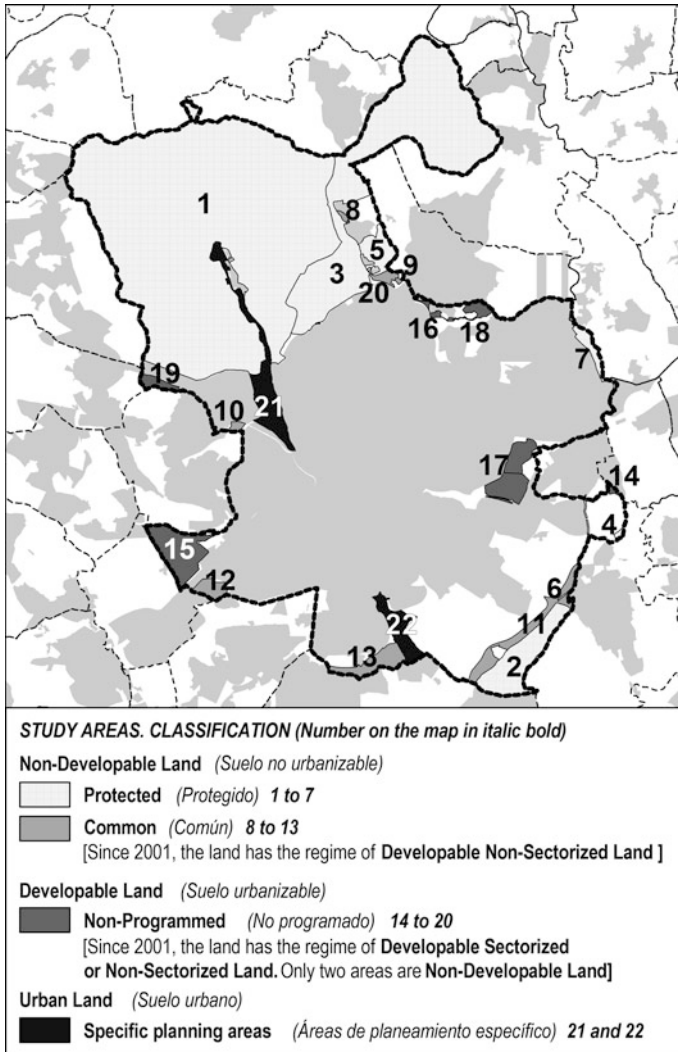 1
8
5
3
9
20
16
18
7
19
10
21
17
14
4
15
12
6
22
11
13
2
STUDY AREAS. CLASSIFICATION (Number on the map in italic bold)
Non-Developable Land (Suelo no urbanizable)
Protected (Protegido) 1 to 7
Common (Común) 8 to 13
[Since 2001, the land has the regime of Developable Non-Sectorized Land ]
Developable Land (Suelo urbanizable)
Non-Programmed (No programado) 14 to 20
[Since 2001, the land has the regime of Developable Sectorized
or Non-Sectorized Land. Only two areas are Non-Developable Land]
Urban Land (Suelo urbano)
Specific planning areas (Áreas de planeamiento específico) 21 and 22